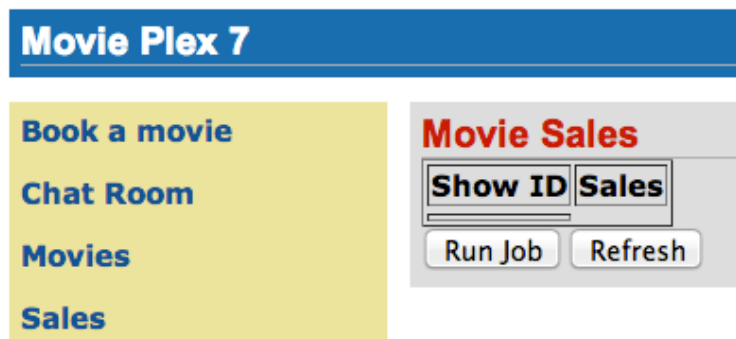 Movie Plex 7
Book a movie
Chat Room
Movies
Sales
Movie Sales
Show ID Sales
Run Job Refresh